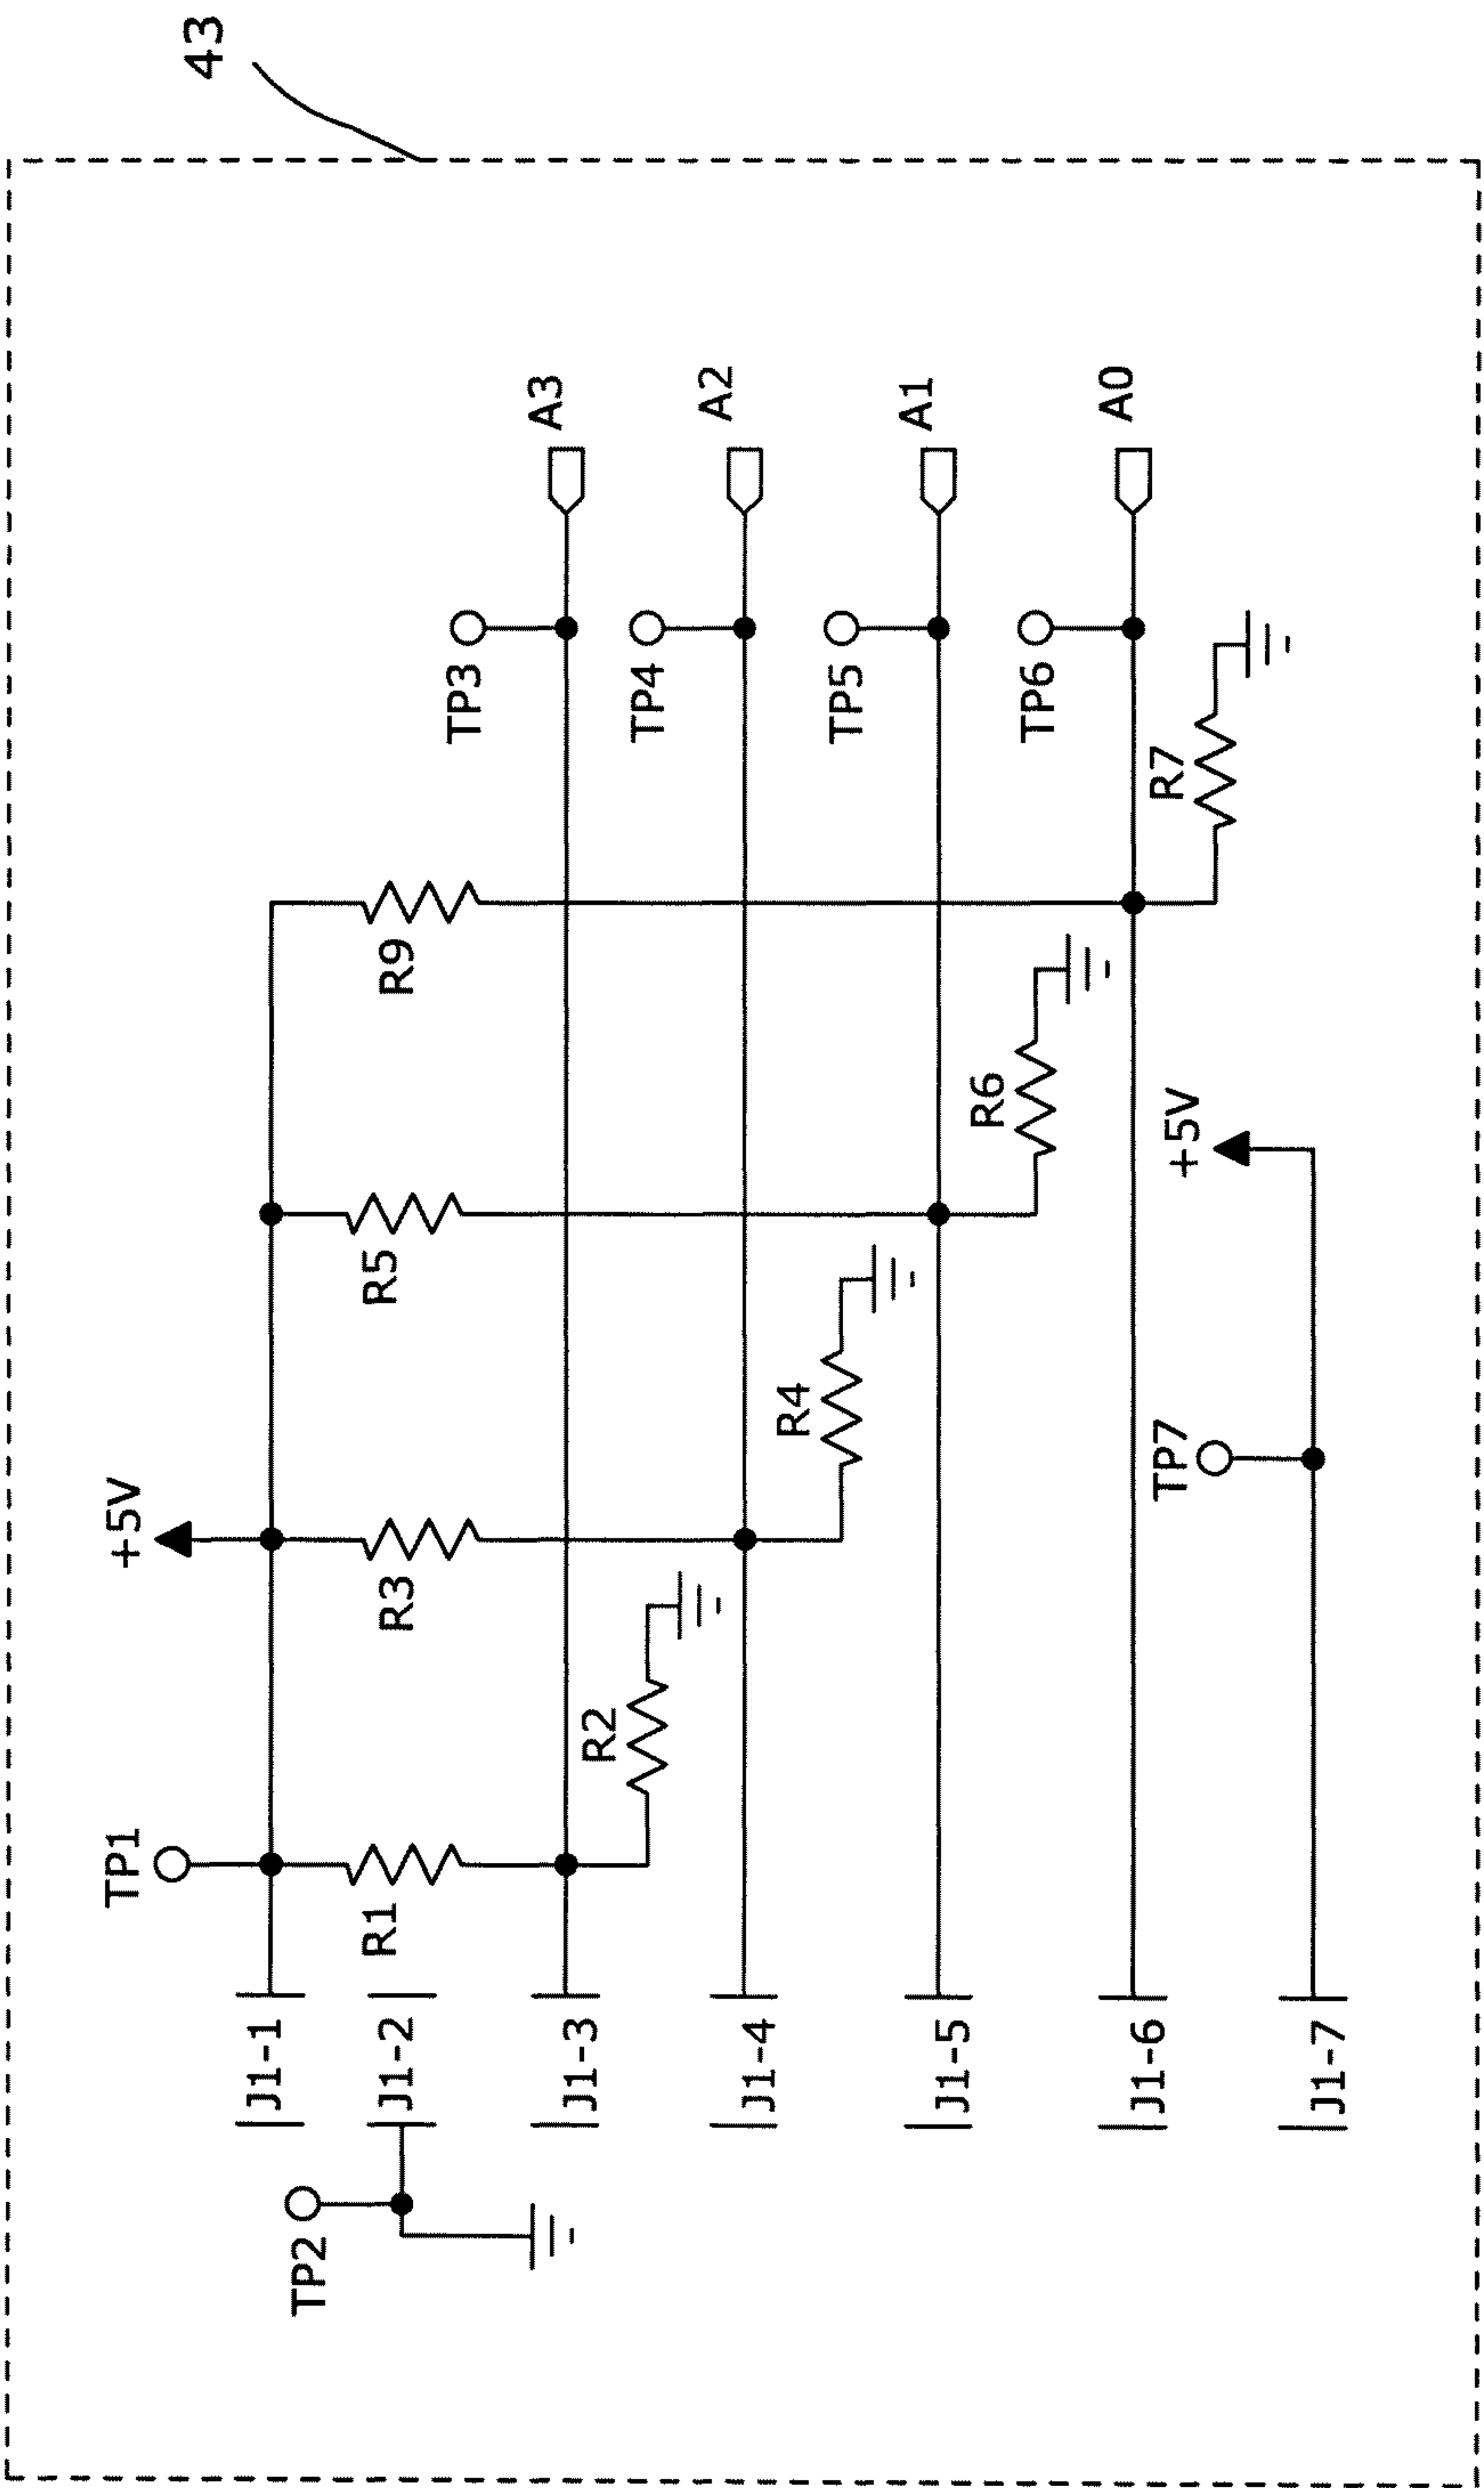 43
TP1
+5V
R1
R3
R5
R9
TP2
J1-1
J1-2
J1-3
R2
TP3
A3
J1-4
R4
TP4
A2
J1-5
R6
TP5
A1
J1-6
R7
TP6
A0
J1-7
TP7
+5V